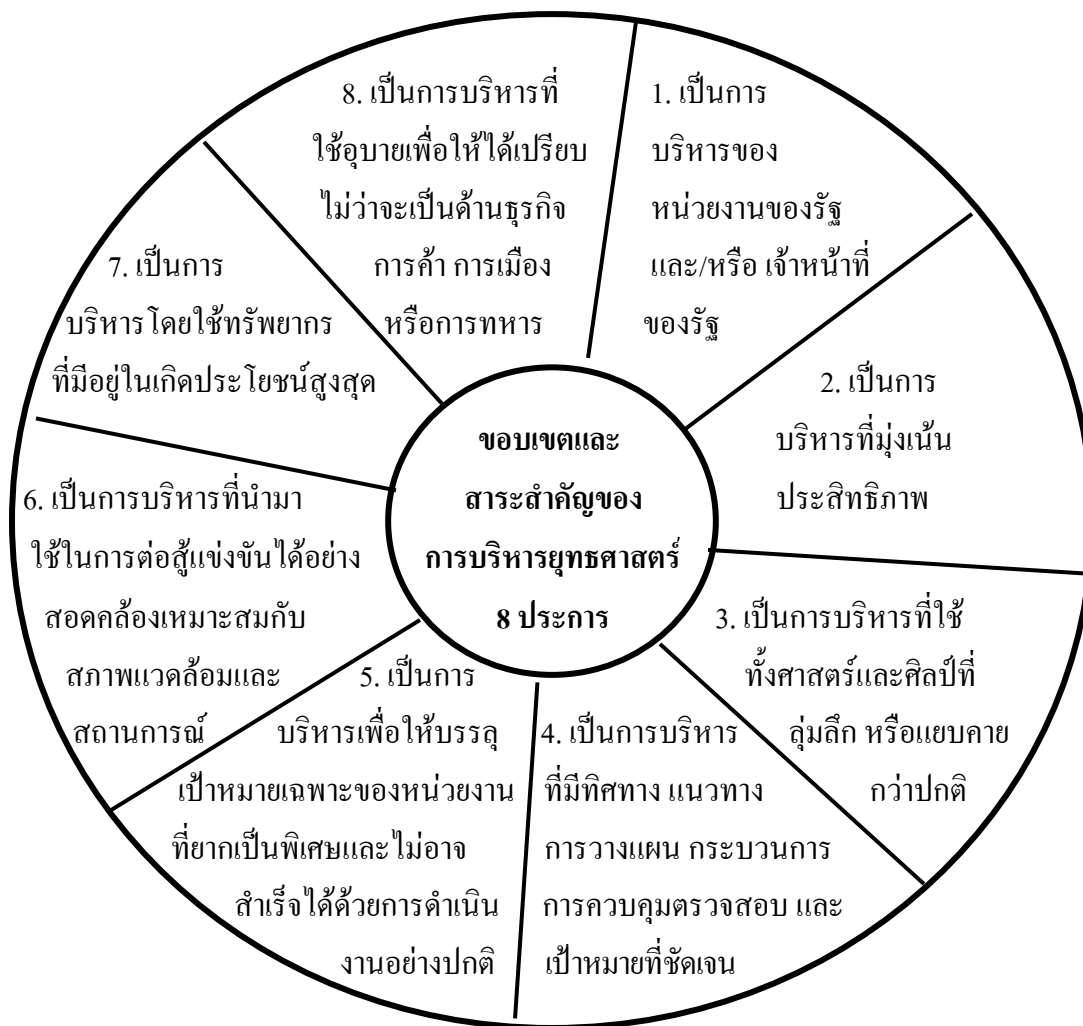 ขอบเขตและ
สาระสำคัญของ
การบริหารยุทธศาสตร์
8 ประการ
1. เป็นการ
บริหารของ
หน่วยงานของรัฐ
และ/หรือ เจ้าหน้าที่
ของรัฐ
2. เป็นการ
บริหารที่มุ่งเน้น
ประสิทธิภาพ
3. เป็นการบริหารที่ใช้
ทั้งศาสตร์และศิลป์ที่
ลุ่มลึก หรือแยบคาย
กว่าปกติ
4. เป็นการบริหาร
ที่มีทิศทาง แนวทาง
การวางแผน กระบวนการ
การควบคุมตรวจสอบ และ
เป้าหมายที่ชัดเจน
5. เป็นการ
บริหารเพื่อให้บรรลุ
เป้าหมายเฉพาะของหน่วยงาน
ที่ยากเป็นพิเศษและไม่อาจ
สำเร็จได้ด้วยการดำเนิน
งานอย่างปกติ
6. เป็นการบริหารที่นำมา
ใช้ในการต่อสู้แข่งขันได้อย่าง
สอดคล้องเหมาะสมกับ
สภาพแวดล้อมและ
สถานการณ์
7. เป็นการ
บริหารโดยใช้ทรัพยากร
ที่มีอยู่ในเกิดประโยชน์สูงสุด
8. เป็นการบริหารที่
ใช้อุบายเพื่อให้ได้เปรียบ
ไม่ว่าจะเป็นด้านธุรกิจ
การค้า การเมือง
หรือการทหาร